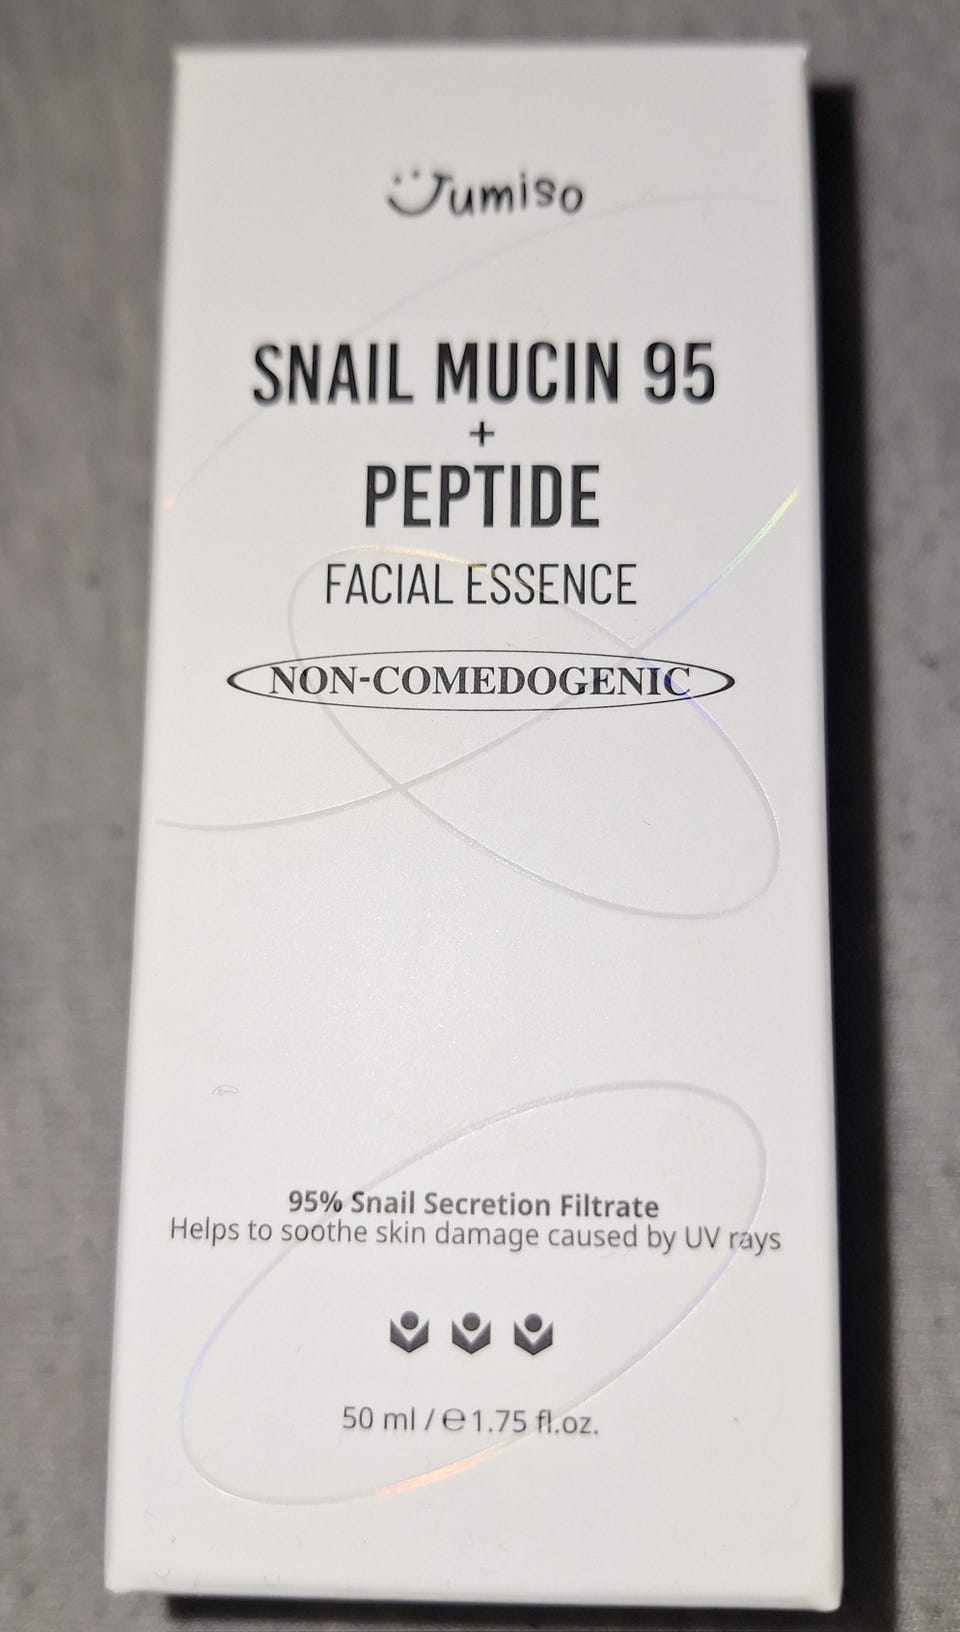 Jumiso
SNAIL MUCIN 95
+
PEPTIDE
FACIAL ESSENCE
NON-COMEDOGENIC
95% Snail Secretion Filtrate
Helps to soothe skin damage caused by UV rays
50 ml / ℮ 1.75 fl.oz.